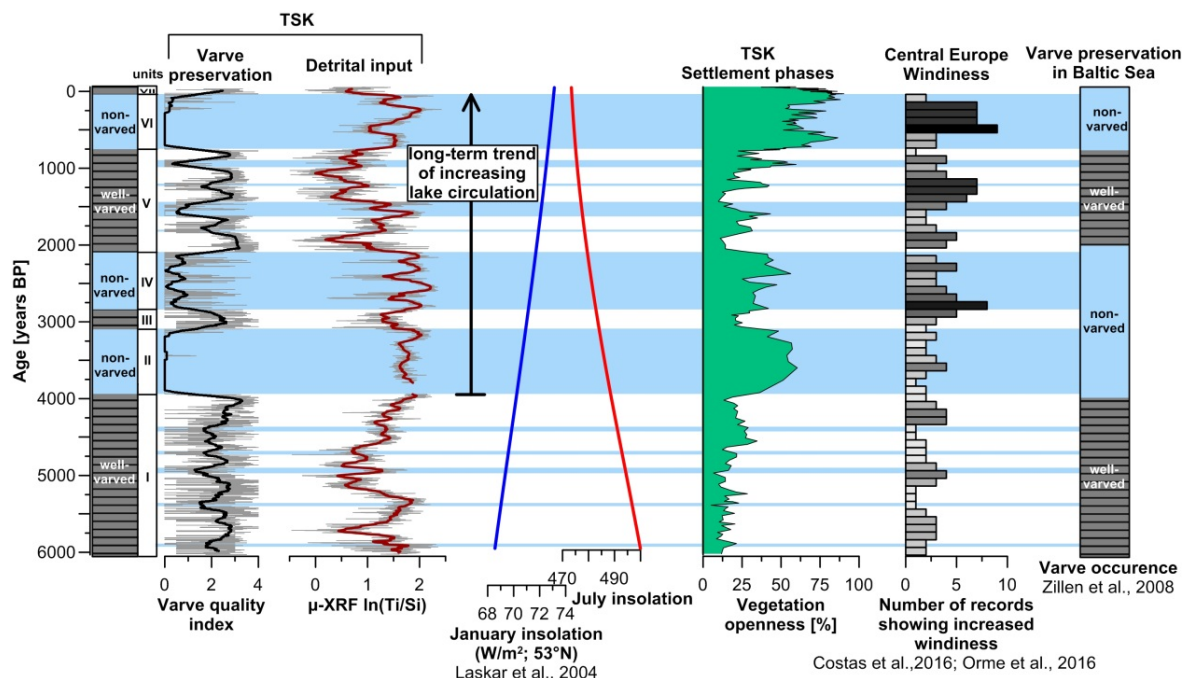 TSK
Varve
preservation
Detrital input
TSK
Settlement phases
Central Europe
Windiness
Varve preservation
in Baltic Sea
units
Age [years BP]
0
1000
2000
3000
4000
5000
6000
non-
varved
well-
varved
non-
varved
non-
varved
well-
varved
VII
VI
V
IV
III
II
I
long-term trend
of increasing
lake circulation
non-
varved
well-
varved
non-
varved
well-
varved
0 2 4
Varve quality
index
0 1 2
µ-XRF ln(Ti/Si)
470 490
July insolation
68 70 72 74
January insolation
(W/m²; 53°N)
Laskar et al., 2004
0 25 50 75 100
Vegetation
openness [%]
0 5 10
Number of records
showing increased
windiness
Costas et al.,2016; Orme et al., 2016
Varve occurence
Zillen et al., 2008